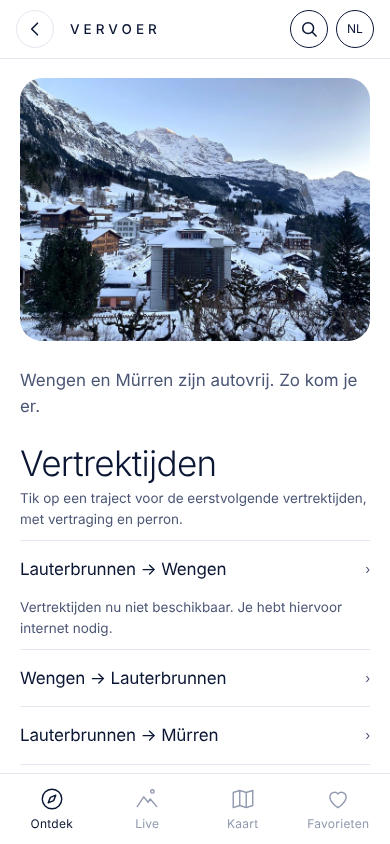 VERVOER
NL
Wengen en Mürren zijn autovrij. Zo kom je
er.
Vertrektijden
Tik op een traject voor de eerstvolgende vertrektijden,
met vertraging en perron.
Lauterbrunnen → Wengen ›
Vertrektijden nu niet beschikbaar. Je hebt hiervoor
internet nodig.
Wengen → Lauterbrunnen ›
Lauterbrunnen → Mürren ›
Ontdek
Live
Kaart
Favorieten